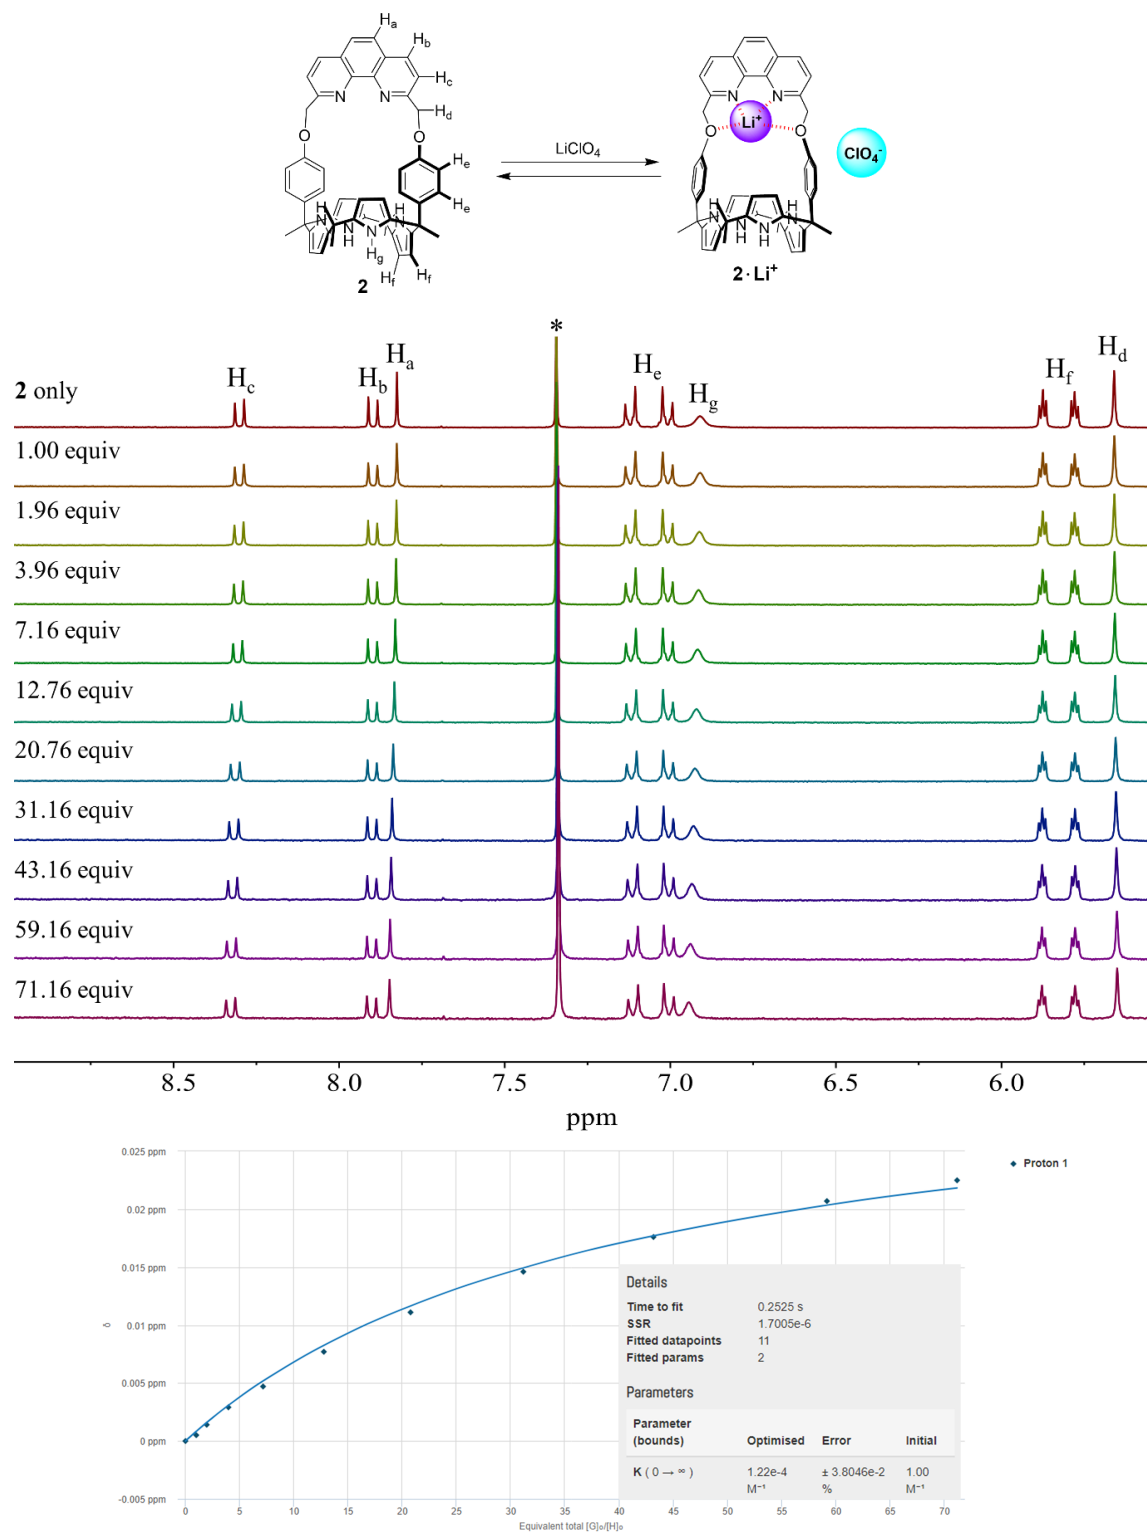 Ha
Hb
Hc
N N
Hd
O O
He
He
H H
N N
N N
H H
Hg
Hf Hf
2
LiClO4
N N
Li+
O O
ClO4-
H H
N N
N N
H H
2·Li+
*
Hc Hb Ha He Hg Hf Hd
2 only
1.00 equiv
1.96 equiv
3.96 equiv
7.16 equiv
12.76 equiv
20.76 equiv
31.16 equiv
43.16 equiv
59.16 equiv
71.16 equiv
8.5 8.0 7.5 7.0 6.5 6.0
ppm
0.025 ppm
0.02 ppm
0.015 ppm
0.01 ppm
0.005 ppm
0 ppm
-0.005 ppm
δ
Proton 1
Details
Time to fit 0.2525 s
SSR 1.7005e-6
Fitted datapoints 11
Fitted params 2
Parameters
Parameter (bounds) Optimised Error Initial
K ( 0 → ∞ ) 1.22e-4 M⁻¹ ± 3.8046e-2 % 1.00 M⁻¹
0 5 10 15 20 25 30 35 40 45 50 55 60 65 70
Equivalent total [G]₀/[H]₀